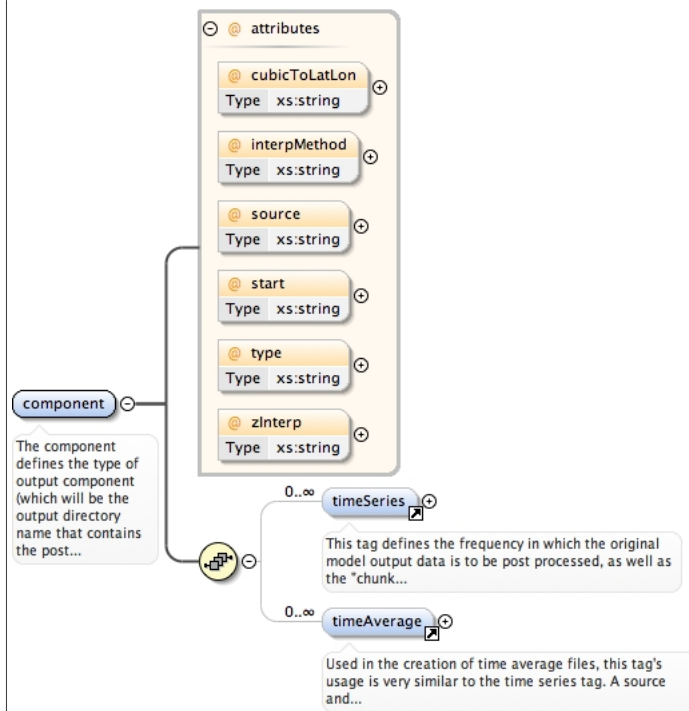 @ attributes
@ cubicToLatLon
Type xs:string
@ interpMethod
Type xs:string
@ source
Type xs:string
@ start
Type xs:string
@ type
Type xs:string
@ zInterp
Type xs:string
component
The component
defines the type of
output component
(which will be the
output directory
name that contains
the post...
0..∞
timeSeries
This tag defines the frequency in which the original
model output data is to be post processed, as well as
the "chunk...
0..∞
timeAverage
Used in the creation of time average files, this tag's
usage is very similar to the time series tag. A source
and...